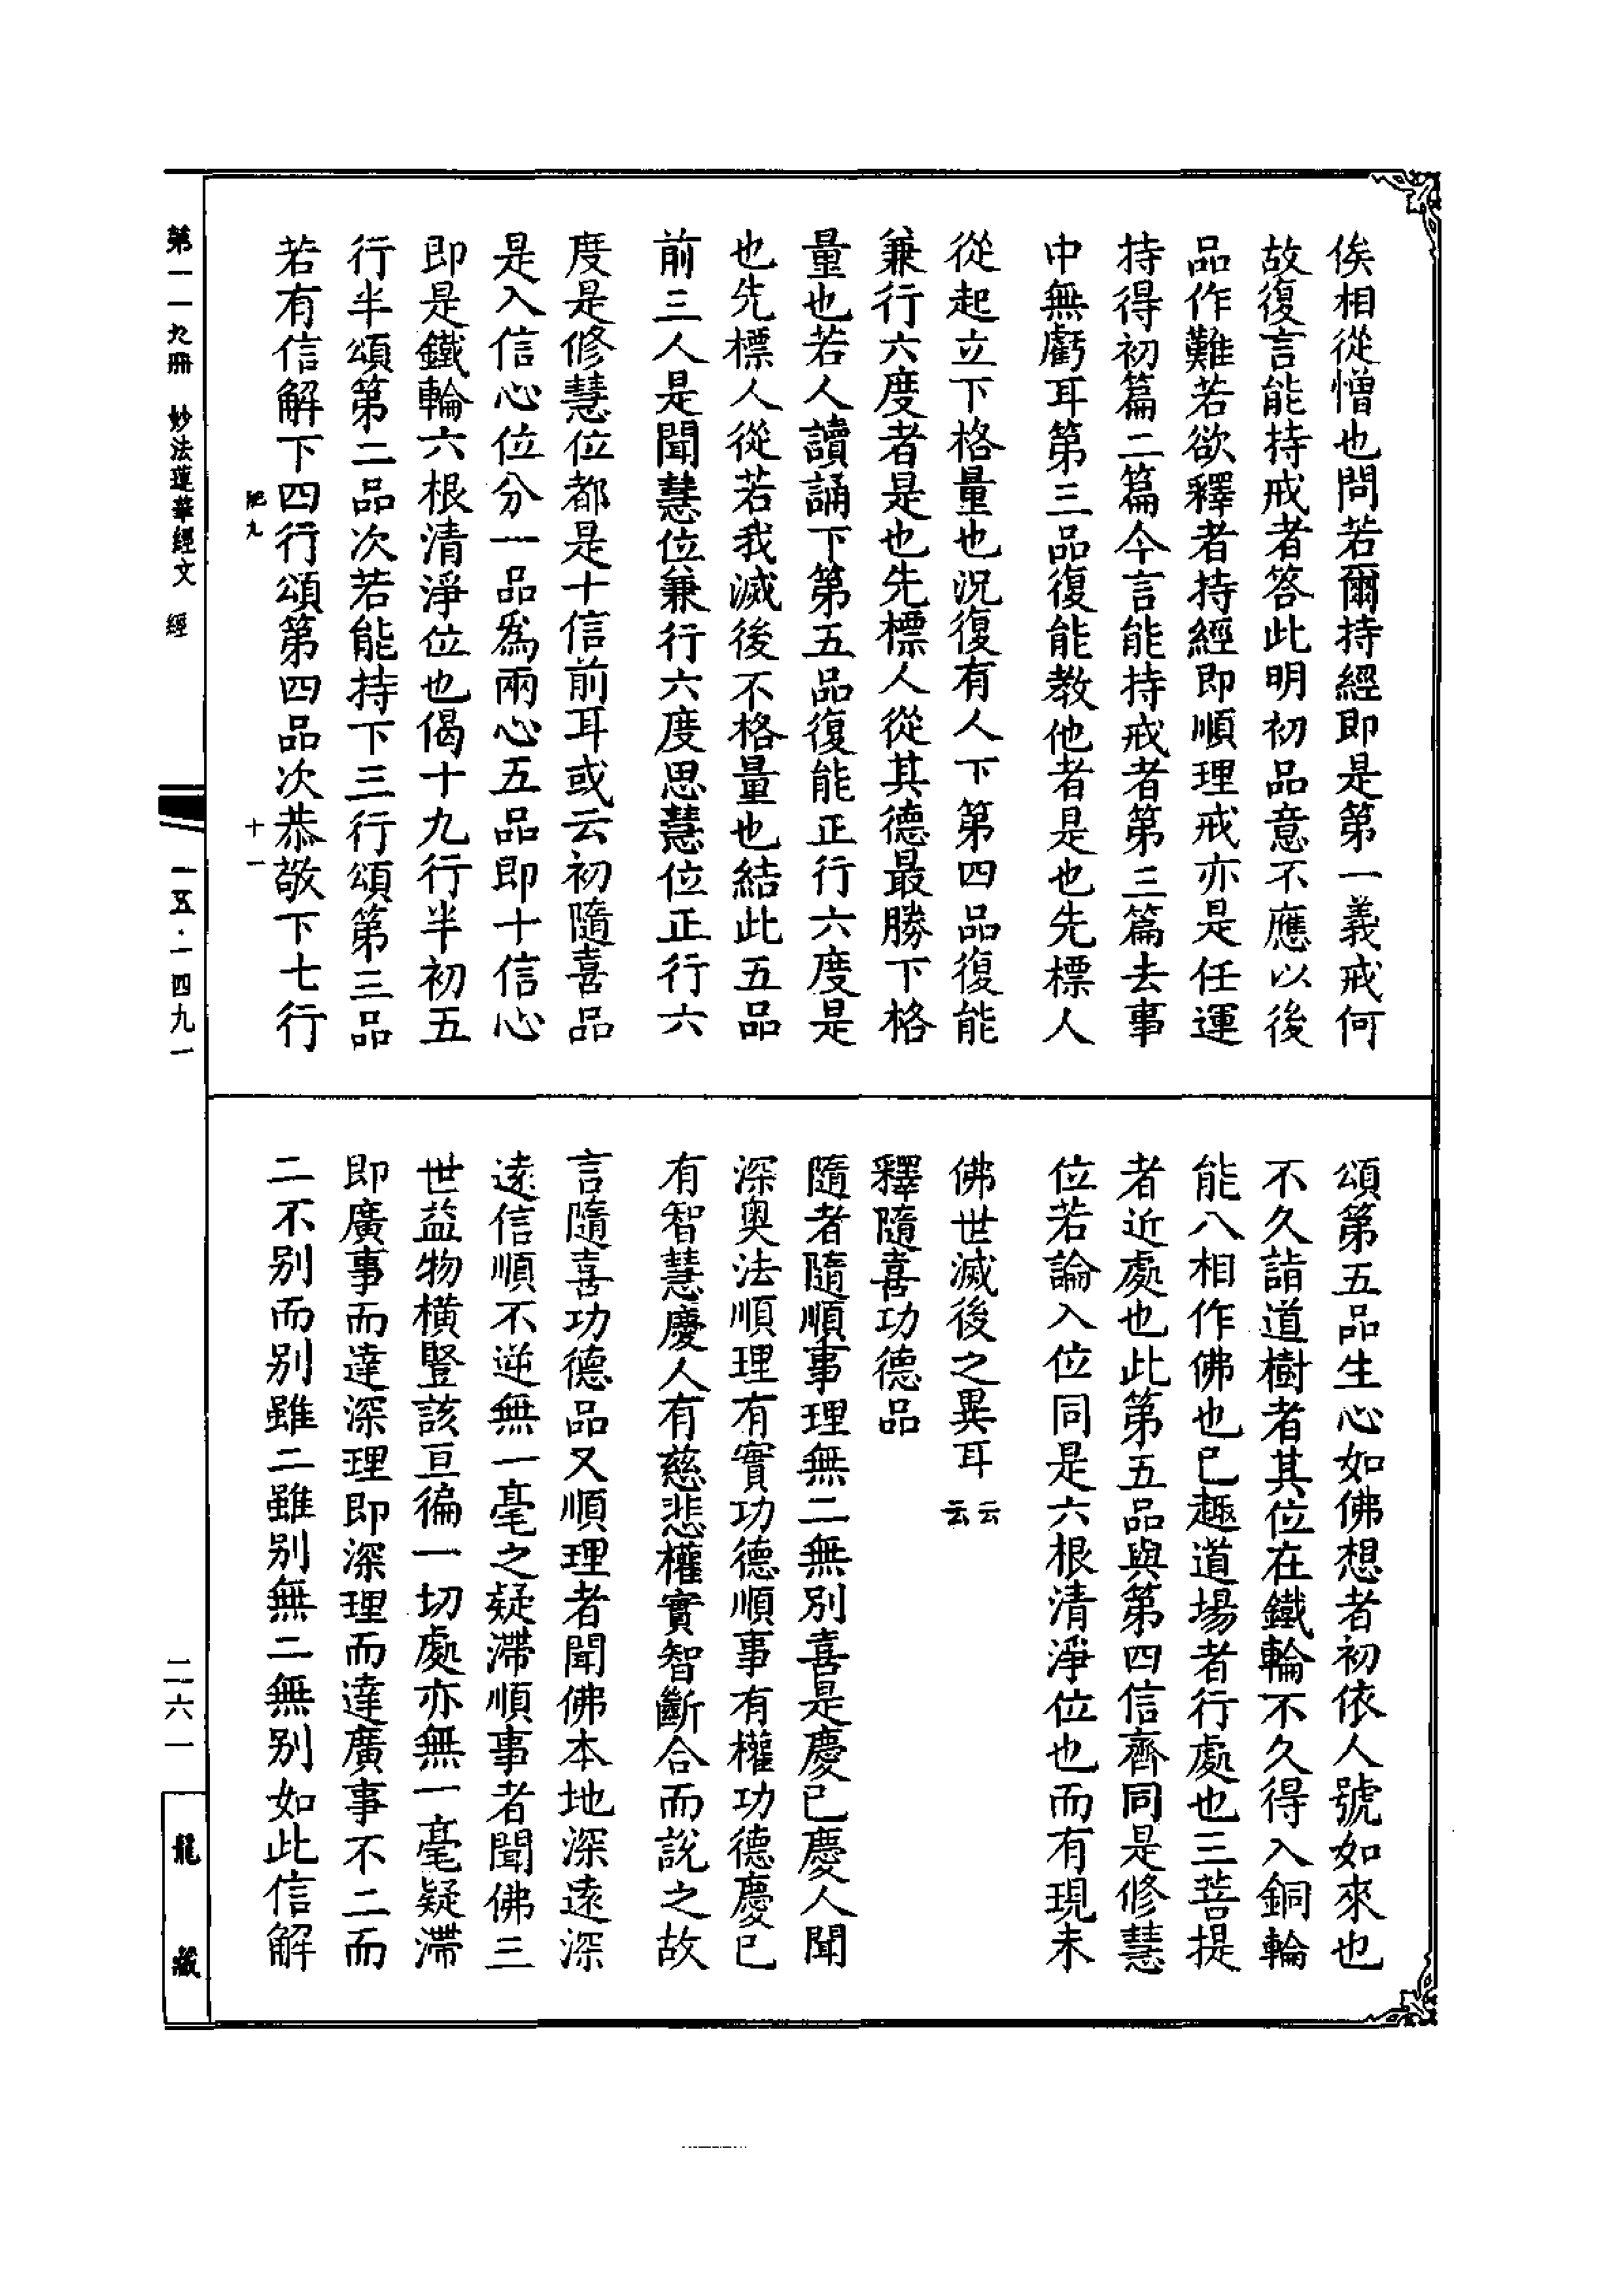 俟相從憎也問若爾持經即是第一義戒何
故復言能持戒者答此明初品意不應以後
品作難若欲釋者持經即順理戒亦是任運
持得初篇二篇今言能持戒者第三篇去事
中無虧耳第三品復能教他者是也先標人
從起立下格量也況復有人下第四品復能
兼行六度者是也先標人從其德最勝下格
量也若人讀誦下第五品復能正行六度是
也先標人從若我滅後不格量也結此五品
前三人是聞慧位兼行六度思慧位正行六
度是修慧位都是十信前耳或云初隨喜品
是入信心位分一品為兩心五品即十信心
即是鐵輪六根清淨位也偈十九行半初五
行半頌第二品次若能持下三行頌第三品
若有信解下四行頌第四品次恭敬下七行
頌第五品生心如佛想者初依人號如來也
不久詣道樹者其位在鐵輪不久得入銅輪
能八相作佛也已趣道場者行處也三菩提
者近處也此第五品與第四信齊同是修慧
位若論入位同是六根清淨位也而有現未
佛世滅後之異耳云云
釋隨喜功德品
隨者隨順事理無二無別喜是慶已慶人聞
深奧法順理有實功德順事有權功德慶已
有智慧慶人有慈悲權實智斷合而說之故
言隨喜功德品又順理者聞佛本地深遠深
遠信順不逆無一毫之疑滯順事者聞佛三
世益物橫豎該亘徧一切處亦無一毫疑滯
即廣事而達深理即深理而達廣事不二而
二不別而別雖二雖別無二無別如此信解
十一
第一一九冊 妙法蓮華經文 經
一五·一四九一
二六一
龍藏